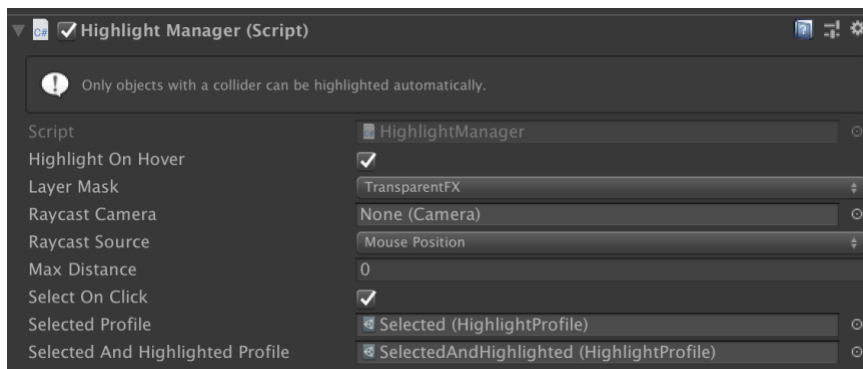 C# Highlight Manager (Script)
Only objects with a collider can be highlighted automatically.
Script HighlightManager
Highlight On Hover
Layer Mask TransparentFX
Raycast Camera None (Camera)
Raycast Source Mouse Position
Max Distance 0
Select On Click
Selected Profile Selected (HighlightProfile)
Selected And Highlighted Profile SelectedAndHighlighted (HighlightProfile)